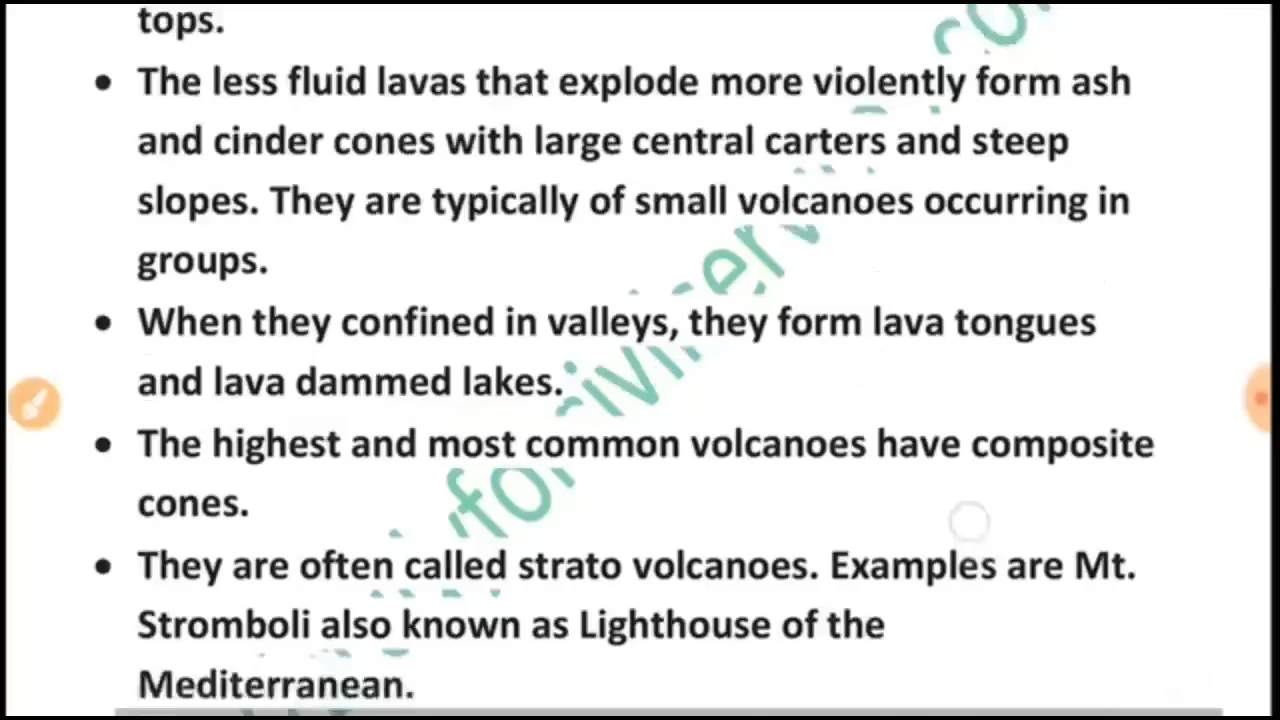 tops.
• The less fluid lavas that explode more violently form ash
and cinder cones with large central carters and steep
slopes. They are typically of small volcanoes occurring in
groups.
• When they confined in valleys, they form lava tongues
and lava dammed lakes.
• The highest and most common volcanoes have composite
cones.
• They are often called strato volcanoes. Examples are Mt.
Stromboli also known as Lighthouse of the
Mediterranean.